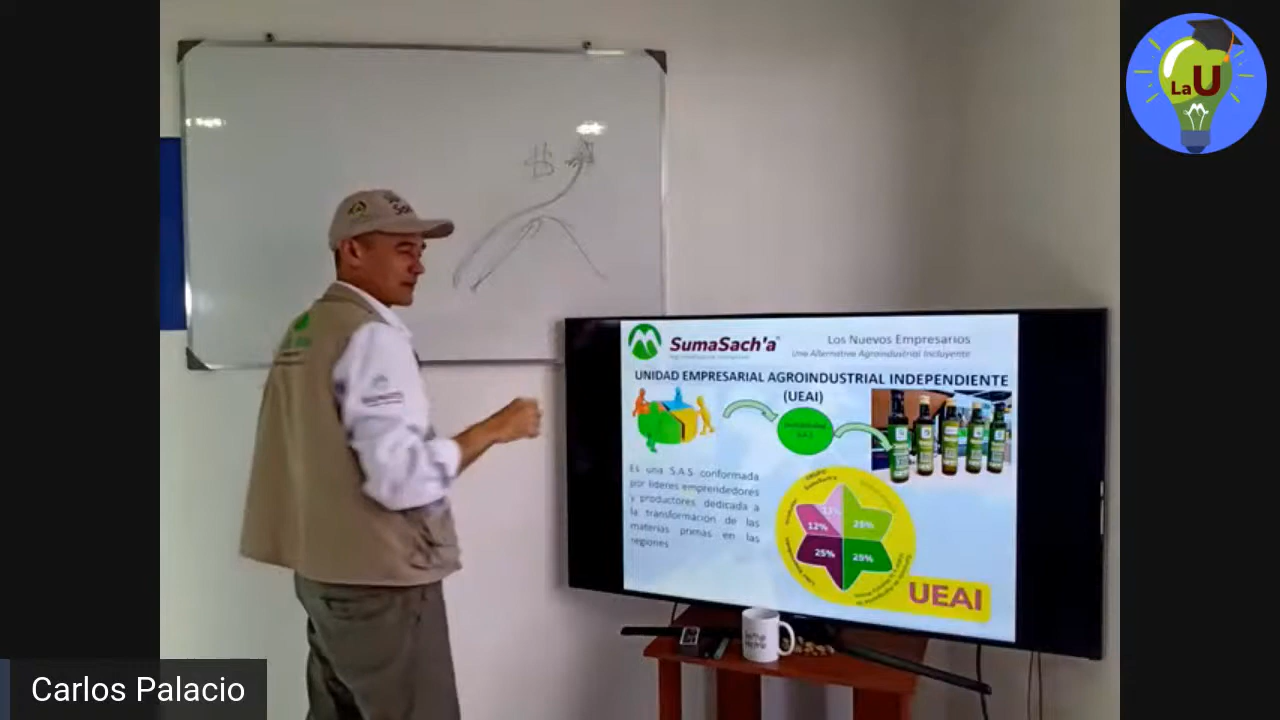 LaU
SumaSach'a
Los Nuevos Empresarios
Una Alternativa Agroindustrial Incluyente
UNIDAD EMPRESARIAL AGROINDUSTRIAL INDEPENDIENTE
(UEAI)
Es una S.A.S conformada
por líderes emprendedores
y productores dedicada a
la transformación de las
materias primas en las
regiones
12%
25%
25%
25%
UEAI
Carlos Palacio